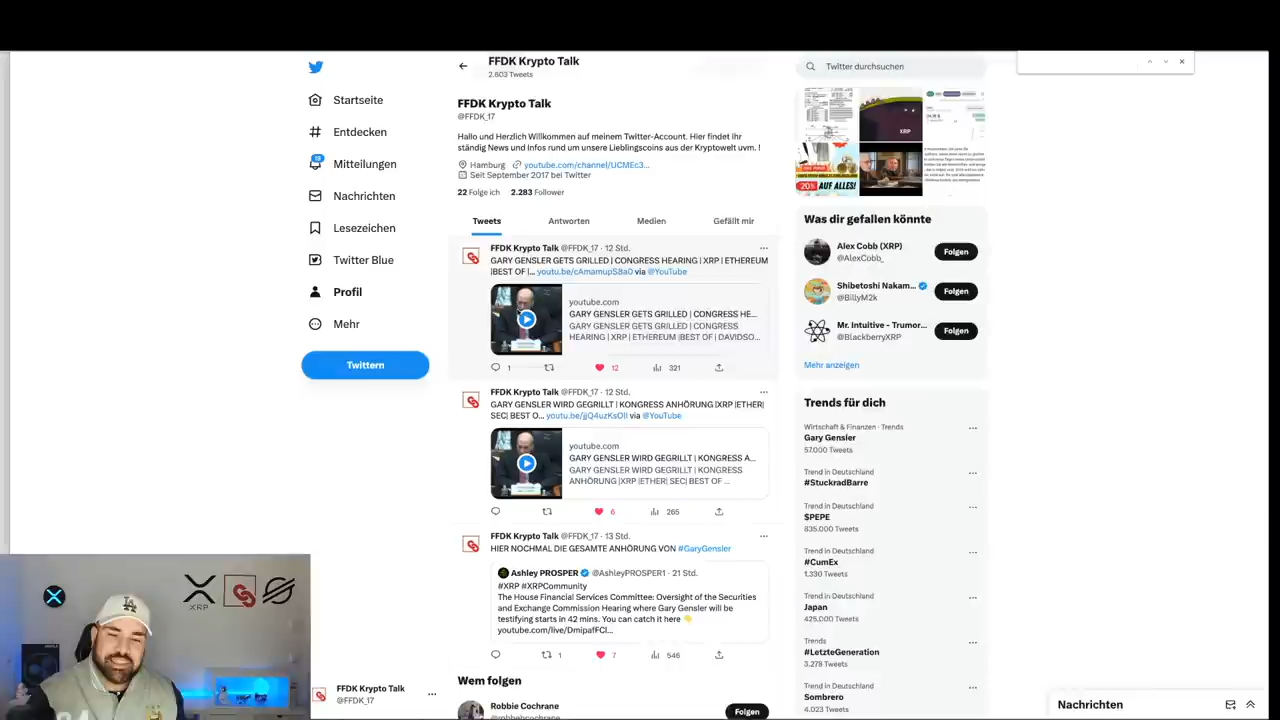 FFDK Krypto Talk
2.603 Tweets
Twitter durchsuchen
Startseite
Entdecken
Mitteilungen
Nachrichten
Lesezeichen
Twitter Blue
Profil
Mehr
Twittern
FFDK Krypto Talk
@FFDK_17
Hallo und Herzlich Willkommen auf meinem Twitter-Account. Hier findet ihr
ständig News und Infos rund um unsere Lieblingscoins aus der Kryptowelt uvm. !
Hamburg youtube.com/channel/UCMEc3...
Seit September 2017 bei Twitter
22 Folge ich 2.283 Follower
Tweets Antworten Medien Gefällt mir
FFDK Krypto Talk @FFDK_17 · 12 Std.
GARY GENSLER GETS GRILLED | CONGRESS HEARING | XRP | ETHEREUM
|BEST OF |... youtu.be/cAmamupS8a0 via @YouTube
youtube.com
GARY GENSLER GETS GRILLED | CONGRESS HE...
GARY GENSLER GETS GRILLED | CONGRESS
HEARING | XRP | ETHEREUM |BEST OF | DAVIDSO...
1 12 321
FFDK Krypto Talk @FFDK_17 · 12 Std.
GARY GENSLER WIRD GEGRILLT | KONGRESS ANHÖRUNG |XRP |ETHER|
SEC| BEST O... youtu.be/jjQ4uzKsOlI via @YouTube
youtube.com
GARY GENSLER WIRD GEGRILLT | KONGRESS A...
GARY GENSLER WIRD GEGRILLT | KONGRESS
ANHÖRUNG |XRP |ETHER| SEC| BEST OF ...
6 265
FFDK Krypto Talk @FFDK_17 · 13 Std.
HIER NOCHMAL DIE GESAMTE ANHÖRUNG VON #GaryGensler
Ashley PROSPER @AshleyPROSPER1 · 21 Std.
#XRP #XRPCommunity
The House Financial Services Committee: Oversight of the Securities
and Exchange Commission Hearing where Gary Gensler will be
testifying starts in 42 mins. You can catch it here
youtube.com/live/DmipafFCI...
1 7 546
Wem folgen
Robbie Cochrane
@robbebcochrane
Folgen
XRP
20%
AUF ALLES!
Was dir gefallen könnte
Alex Cobb (XRP)
@AlexCobb_
Folgen
Shibetoshi Nakam...
@BillyM2k
Folgen
Mr. Intuitive - Trumor...
@BlackberryXRP
Folgen
Mehr anzeigen
Trends für dich
Wirtschaft & Finanzen · Trends
Gary Gensler
57.000 Tweets
Trend in Deutschland
#StuckradBarre
Trend in Deutschland
$PEPE
835.000 Tweets
Trend in Deutschland
#CumEx
1.330 Tweets
Trend in Deutschland
Japan
425.000 Tweets
Trends
#LetzteGeneration
3.279 Tweets
Trend in Deutschland
Sombrero
4.023 Tweets
XRP
LA
FFDK Krypto Talk
@FFDK_17
Nachrichten